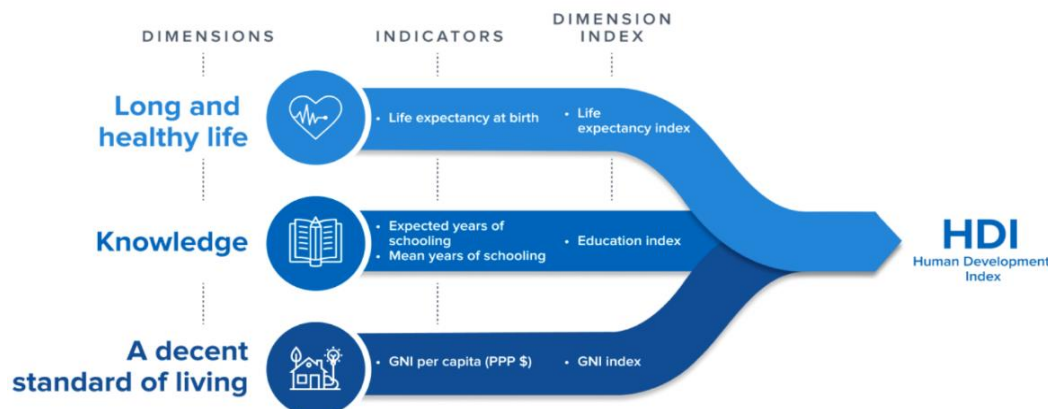 DIMENSIONS
INDICATORS
DIMENSION
INDEX
Long and
healthy life
• Life expectancy at birth
• Life
expectancy index
Knowledge
• Expected years of
schooling
• Mean years of schooling
• Education index
HDI
Human Development
Index
A decent
standard of living
• GNI per capita (PPP $)
• GNI index